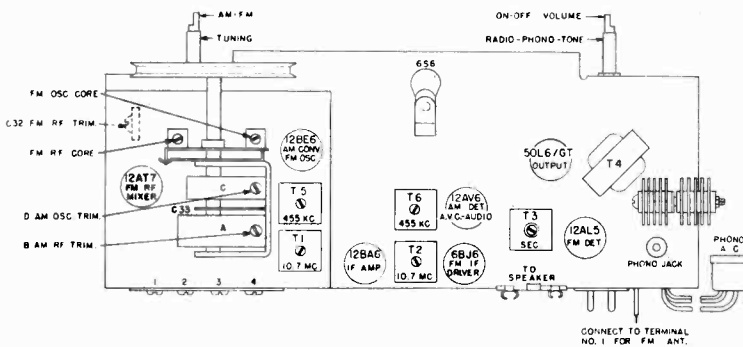 AM-FM
TUNING
ON-OFF VOLUME
RADIO-PHONO-TONE
6S6
FM OSC CORE
C32 FM RF TRIM.
FM RF CORE
12BE6
AM CONV
FM OSC
12AT7
FM RF
MIXER
50L6/GT
OUTPUT
T4
C
T5
455 KC
T6
455 KC
12AV6
AM DET
A.V.C-AUDIO
D AM OSC TRIM.
C33
A
B AM RF TRIM.
T3
SEC
12AL5
FM DET
T1
10.7 MC
12BA6
IF AMP
T2
10.7 MC
6BJ6
FM IF
DRIVER
PHONO JACK
PHONO
A C
TO
SPEAKER
1 2 3 4
CONNECT TO TERMINAL
NO. 1 FOR FM ANT.